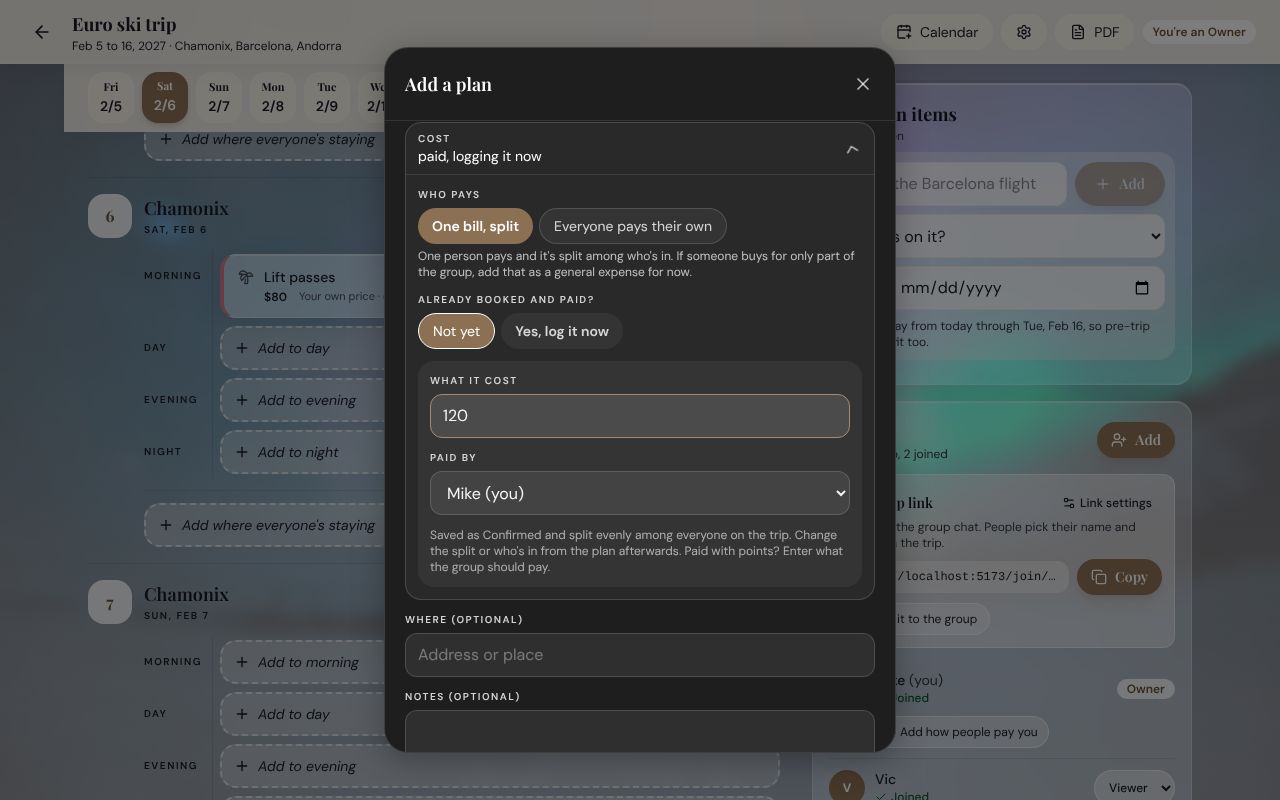 Euro ski trip
Feb 5 to 16, 2027 · Chamonix, Barcelona, Andorra
Calendar
PDF
You're an Owner
Fri
2/5
Sat
2/6
Sun
2/7
Mon
2/8
Tue
2/9
Add where everyone's staying
6
Chamonix
SAT, FEB 6
MORNING
Lift passes
$80 Your own price ·
DAY
Add to day
EVENING
Add to evening
NIGHT
Add to night
Add where everyone's staying
7
Chamonix
SUN, FEB 7
MORNING
Add to morning
DAY
Add to day
EVENING
Add to evening
Add a plan
COST
paid, logging it now
WHO PAYS
One bill, split
Everyone pays their own
One person pays and it's split among who's in. If someone buys for only part of
the group, add that as a general expense for now.
ALREADY BOOKED AND PAID?
Not yet
Yes, log it now
WHAT IT COST
120
PAID BY
Mike (you)
Saved as Confirmed and split evenly among everyone on the trip. Change
the split or who's in from the plan afterwards. Paid with points? Enter what
the group should pay.
WHERE (OPTIONAL)
Address or place
NOTES (OPTIONAL)
items
the Barcelona flight
Add
on it?
mm/dd/yyyy
from today through Tue, Feb 16, so pre-trip
it too.
2 joined
Add
link
Link settings
the group chat. People pick their name and
the trip.
/localhost:5173/join/…
Copy
it to the group
(you)
Joined
Owner
Add how people pay you
V
Vic
Joined
Viewer